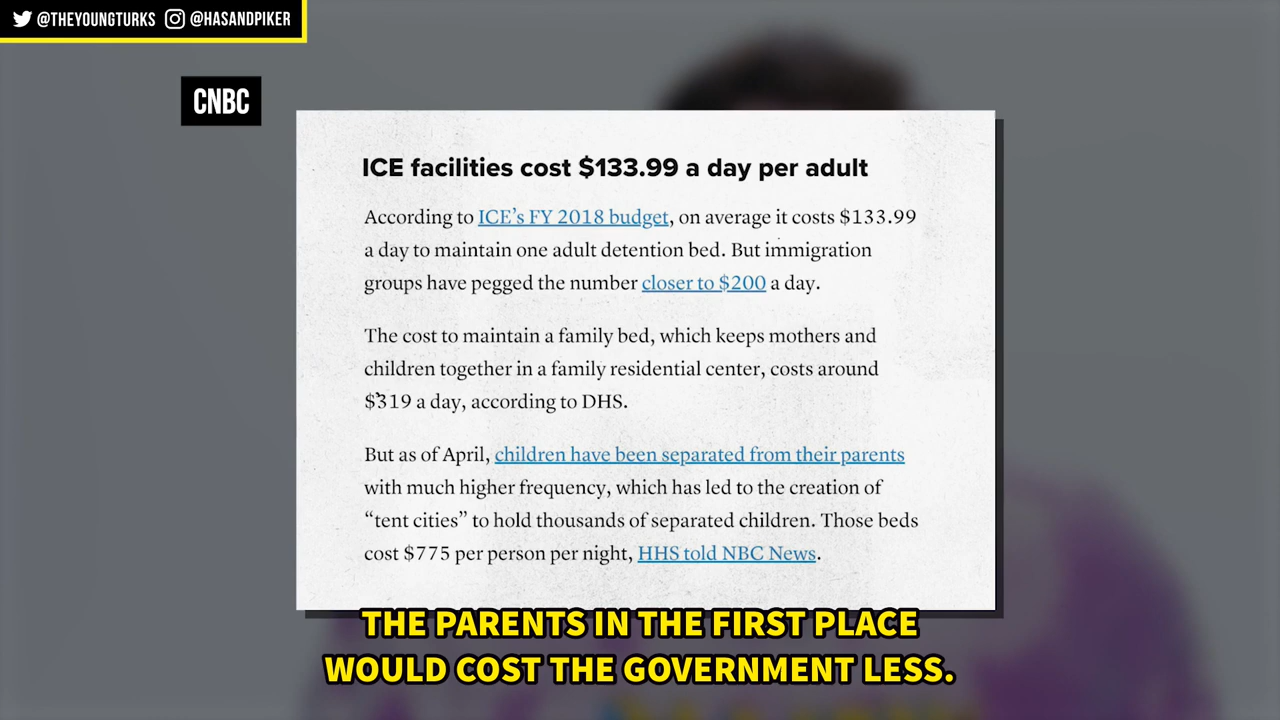 @THEYOUNGTURKS @HASANDPIKER
CNBC
ICE facilities cost $133.99 a day per adult
According to ICE’s FY 2018 budget, on average it costs $133.99
a day to maintain one adult detention bed. But immigration
groups have pegged the number closer to $200 a day.
The cost to maintain a family bed, which keeps mothers and
children together in a family residential center, costs around
$319 a day, according to DHS.
But as of April, children have been separated from their parents
with much higher frequency, which has led to the creation of
“tent cities” to hold thousands of separated children. Those beds
cost $775 per person per night, HHS told NBC News.
THE PARENTS IN THE FIRST PLACE
WOULD COST THE GOVERNMENT LESS.